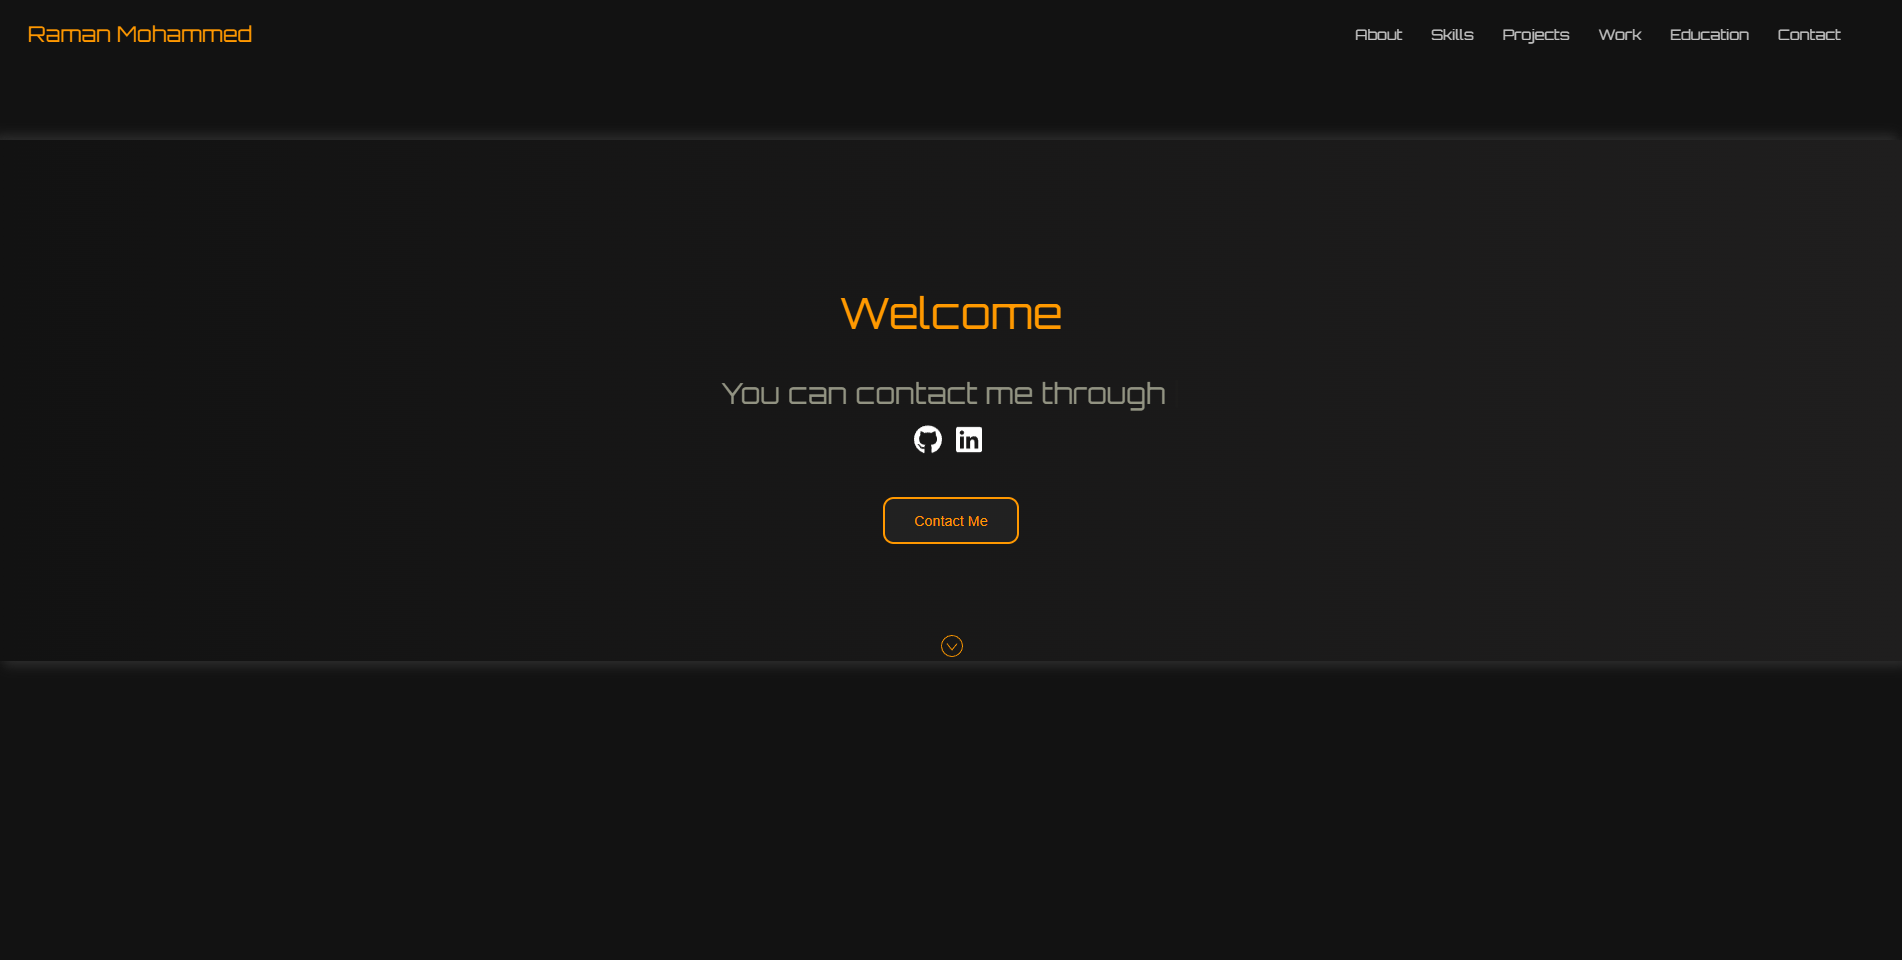 Raman Mohammed
About Skills Projects Work Education Contact
Welcome
You can contact me through
Contact Me